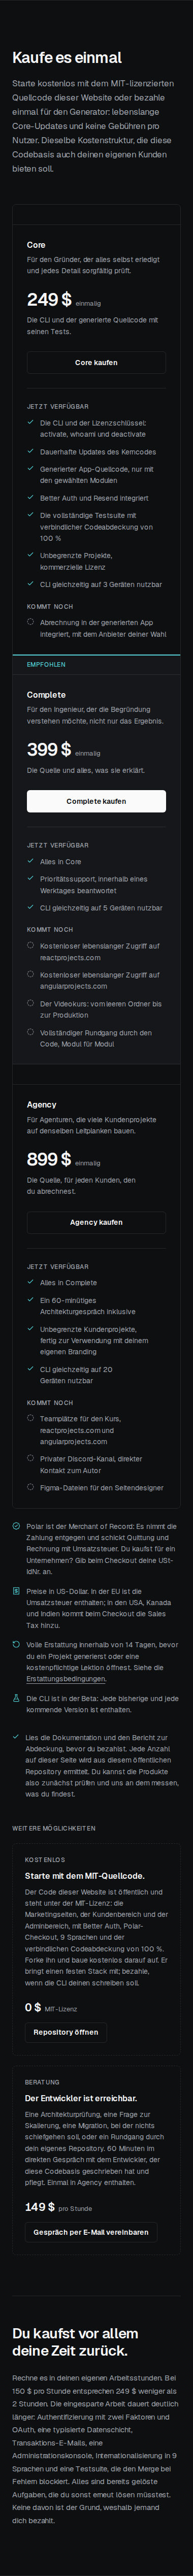 Kaufe es einmal
Starte kostenlos mit dem MIT-lizenzierten
Quellcode dieser Website oder bezahle
einmal für den Generator: lebenslange
Core-Updates und keine Gebühren pro
Nutzer. Dieselbe Kostenstruktur, die diese
Codebasis auch deinen eigenen Kunden
bieten soll.
Core
Für den Gründer, der alles selbst erledigt
und jedes Detail sorgfältig prüft.
249 $ einmalig
Die CLI und der generierte Quellcode mit
seinen Tests.
Core kaufen
JETZT VERFÜGBAR
Die CLI und der Lizenzschlüssel:
activate, whoami und deactivate
Dauerhafte Updates des Kerncodes
Generierter App-Quellcode, nur mit
den gewählten Modulen
Better Auth und Resend integriert
Die vollständige Testsuite mit
verbindlicher Codeabdeckung von
100 %
Unbegrenzte Projekte,
kommerzielle Lizenz
CLI gleichzeitig auf 3 Geräten nutzbar
KOMMT NOCH
Abrechnung in der generierten App
integriert, mit dem Anbieter deiner Wahl
EMPFOHLEN
Complete
Für den Ingenieur, der die Begründung
verstehen möchte, nicht nur das Ergebnis.
399 $ einmalig
Die Quelle und alles, was sie erklärt.
Complete kaufen
JETZT VERFÜGBAR
Alles in Core
Prioritätssupport, innerhalb eines
Werktages beantwortet
CLI gleichzeitig auf 5 Geräten nutzbar
KOMMT NOCH
Kostenloser lebenslanger Zugriff auf
reactprojects.com
Kostenloser lebenslanger Zugriff auf
angularprojects.com
Der Videokurs: vom leeren Ordner bis
zur Produktion
Vollständiger Rundgang durch den
Code, Modul für Modul
Agency
Für Agenturen, die viele Kundenprojekte
auf denselben Leitplanken bauen.
899 $ einmalig
Die Quelle, für jeden Kunden, den
du abrechnest.
Agency kaufen
JETZT VERFÜGBAR
Alles in Complete
Ein 60-minütiges
Architekturgespräch inklusive
Unbegrenzte Kundenprojekte,
fertig zur Verwendung mit deinem
eigenen Branding
CLI gleichzeitig auf 20
Geräten nutzbar
KOMMT NOCH
Teamplätze für den Kurs,
reactprojects.com und
angularprojects.com
Privater Discord-Kanal, direkter
Kontakt zum Autor
Figma-Dateien für den Seitendesigner
Polar ist der Merchant of Record: Es nimmt die
Zahlung entgegen und schickt Quittung und
Rechnung mit Umsatzsteuer. Du kaufst für ein
Unternehmen? Gib beim Checkout deine USt-
IdNr. an.
Preise in US-Dollar. In der EU ist die
Umsatzsteuer enthalten; in den USA, Kanada
und Indien kommt beim Checkout die Sales
Tax hinzu.
Volle Erstattung innerhalb von 14 Tagen, bevor
du ein Projekt generierst oder eine
kostenpflichtige Lektion öffnest. Siehe die
Erstattungsbedingungen.
Die CLI ist in der Beta: Jede bisherige und jede
kommende Version ist enthalten.
Lies die Dokumentation und den Bericht zur
Abdeckung, bevor du bezahlst. Jede Anzahl
auf dieser Seite wird aus diesem öffentlichen
Repository ermittelt. Du kannst die Produkte
also zunächst prüfen und uns an dem messen,
was du findest.
WEITERE MÖGLICHKEITEN
KOSTENLOS
Starte mit dem MIT-Quellcode.
Der Code dieser Website ist öffentlich und
steht unter der MIT-Lizenz: die
Marketingseiten, der Kundenbereich und der
Adminbereich, mit Better Auth, Polar-
Checkout, 9 Sprachen und der
verbindlichen Codeabdeckung von 100 %.
Forke ihn und baue kostenlos darauf auf. Er
bringt einen festen Stack mit; bezahle,
wenn die CLI deinen schreiben soll.
0 $ MIT-Lizenz
Repository öffnen
BERATUNG
Der Entwickler ist erreichbar.
Eine Architekturprüfung, eine Frage zur
Skalierung, eine Migration, bei der nichts
schiefgehen soll, oder ein Rundgang durch
dein eigenes Repository. 60 Minuten im
direkten Gespräch mit dem Entwickler, der
diese Codebasis geschrieben hat und
pflegt. Einmal in Agency enthalten.
149 $ pro Stunde
Gespräch per E-Mail vereinbaren
Du kaufst vor allem
deine Zeit zurück.
Rechne es in deinen eigenen Arbeitsstunden. Bei
150 $ pro Stunde entsprechen 249 $ weniger als
2 Stunden. Die eingesparte Arbeit dauert deutlich
länger: Authentifizierung mit zwei Faktoren und
OAuth, eine typisierte Datenschicht,
Transaktions-E-Mails, eine
Administrationskonsole, Internationalisierung in 9
Sprachen und eine Testsuite, die den Merge bei
Fehlern blockiert. Alles sind bereits gelöste
Aufgaben, die du sonst erneut lösen müsstest.
Keine davon ist der Grund, weshalb jemand
dich bezahlt.